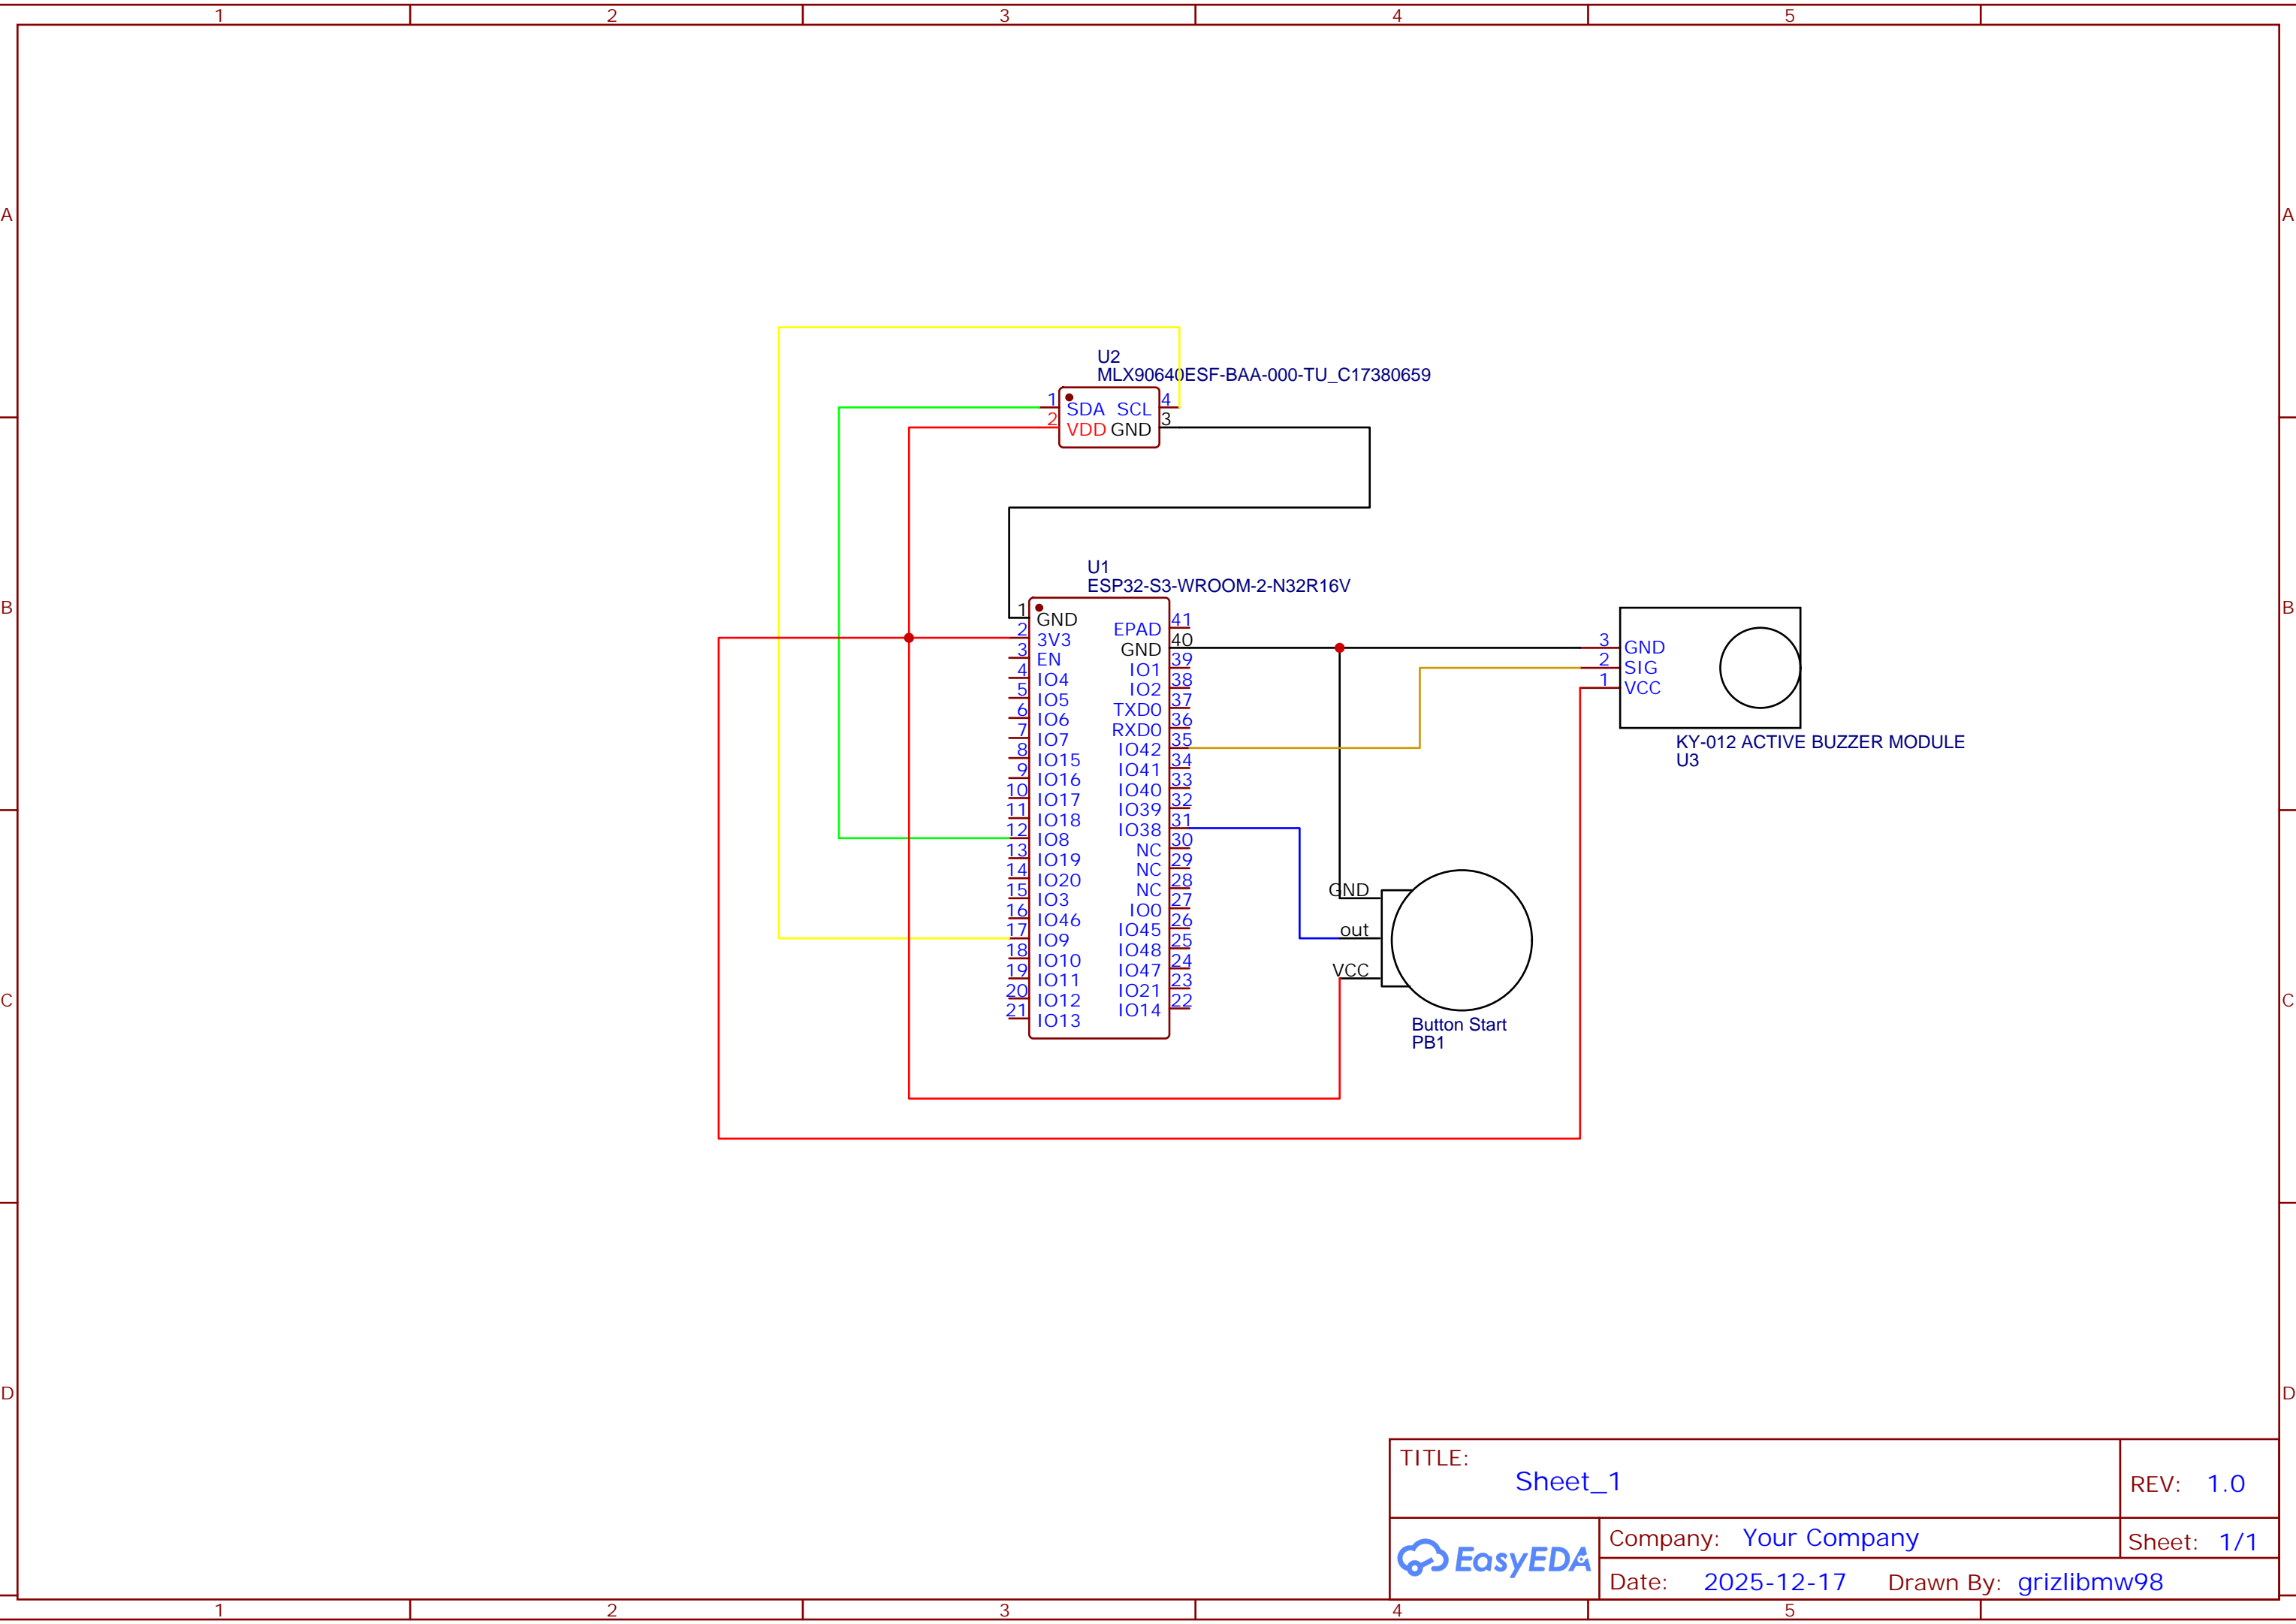 1 2 3 4 5
A A
B B
C C
D D
U2
MLX90640ESF-BAA-000-TU_C17380659
1 SDA SCL 4
2 VDD GND 3
U1
ESP32-S3-WROOM-2-N32R16V
1 GND
2 3V3
3 EN
4 IO4
5 IO5
6 IO6
7 IO7
8 IO15
9 IO16
10 IO17
11 IO18
12 IO8
13 IO19
14 IO20
15 IO3
16 IO46
17 IO9
18 IO10
19 IO11
20 IO12
21 IO13
EPAD 41
GND 40
IO1 39
IO2 38
TXD0 37
RXD0 36
IO42 35
IO41 34
IO40 33
IO39 32
IO38 31
NC 30
NC 29
NC 28
IO0 27
IO45 26
IO48 25
IO47 24
IO21 23
IO14 22
3 GND
2 SIG
1 VCC
KY-012 ACTIVE BUZZER MODULE
U3
GND
out
VCC
Button Start
PB1
TITLE:
Sheet_1
REV: 1.0
EasyEDA
Company: Your Company
Sheet: 1/1
Date: 2025-12-17 Drawn By: grizlibmw98
1 2 3 4 5